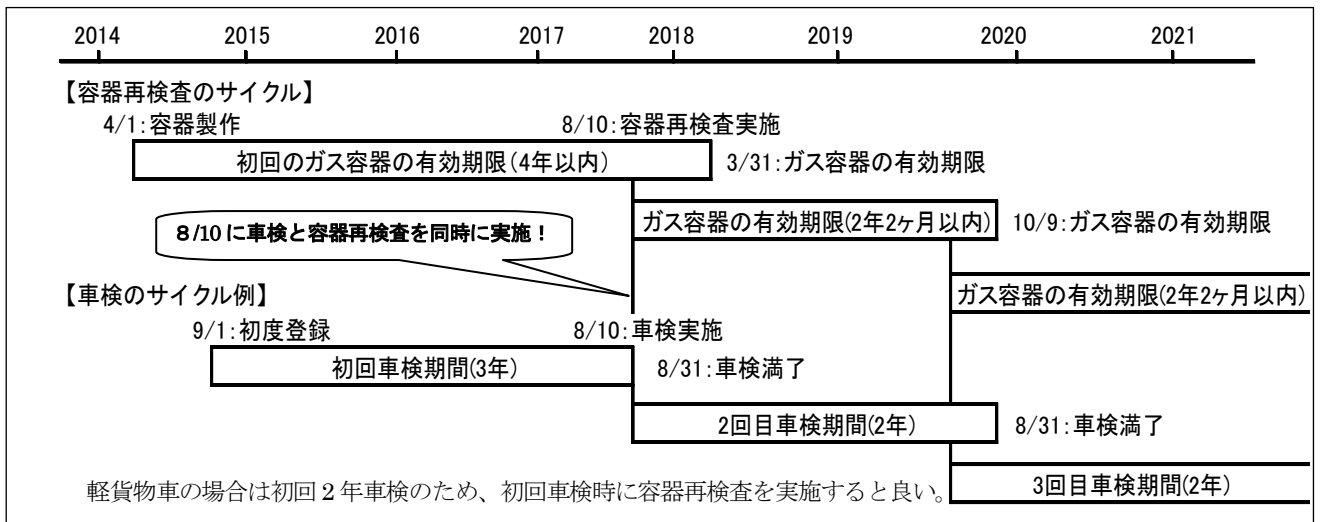 2014 2015 2016 2017 2018 2019 2020 2021
【容器再検査のサイクル】
4/1:容器製作 8/10:容器再検査実施
初回のガス容器の有効期限(4年以内) 3/31:ガス容器の有効期限
ガス容器の有効期限(2年2ヶ月以内) 10/9:ガス容器の有効期限
8/10に車検と容器再検査を同時に実施！
ガス容器の有効期限(2年2ヶ月以内)
【車検のサイクル例】
9/1:初度登録 8/10:車検実施
初回車検期間(3年) 8/31:車検満了
2回目車検期間(2年) 8/31:車検満了
3回目車検期間(2年)
軽貨物車の場合は初回2年車検のため、初回車検時に容器再検査を実施すると良い。